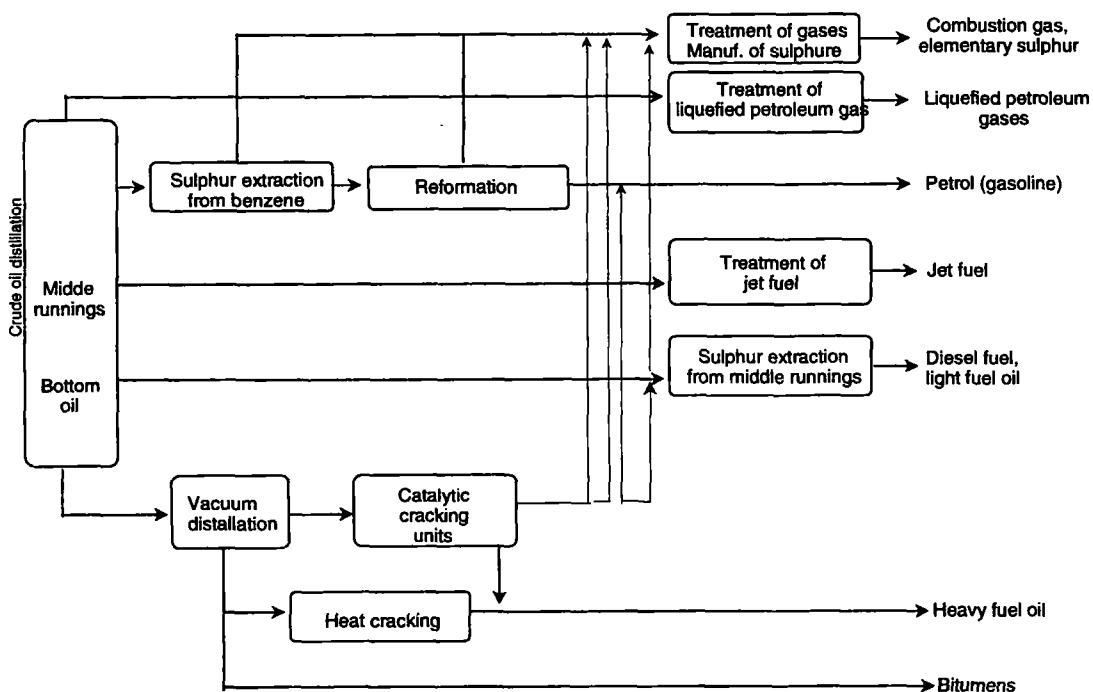 Treatment of gases
Manuf. of sulphure
Combustion gas,
elementary sulphur
Treatment of
liquefied petroleum gas
Liquefied petroleum
gases
Crude oil distillation
Sulphur extraction
from benzene
Reformation
Petrol (gasoline)
Midde
runnings
Treatment of
jet fuel
Jet fuel
Bottom
oil
Sulphur extraction
from middle runnings
Diesel fuel,
light fuel oil
Vacuum
distallation
Catalytic
cracking
units
Heat cracking
Heavy fuel oil
Bitumens